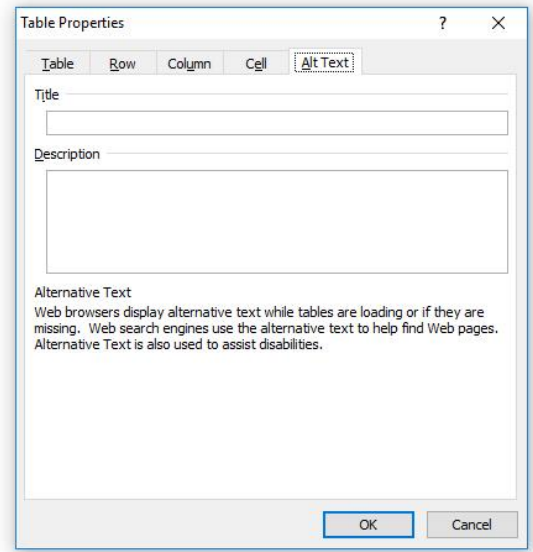 Table Properties ? X
Table Row Column Cell Alt Text
Title
Description
Alternative Text
Web browsers display alternative text while tables are loading or if they are
missing. Web search engines use the alternative text to help find Web pages.
Alternative Text is also used to assist disabilities.
OK Cancel